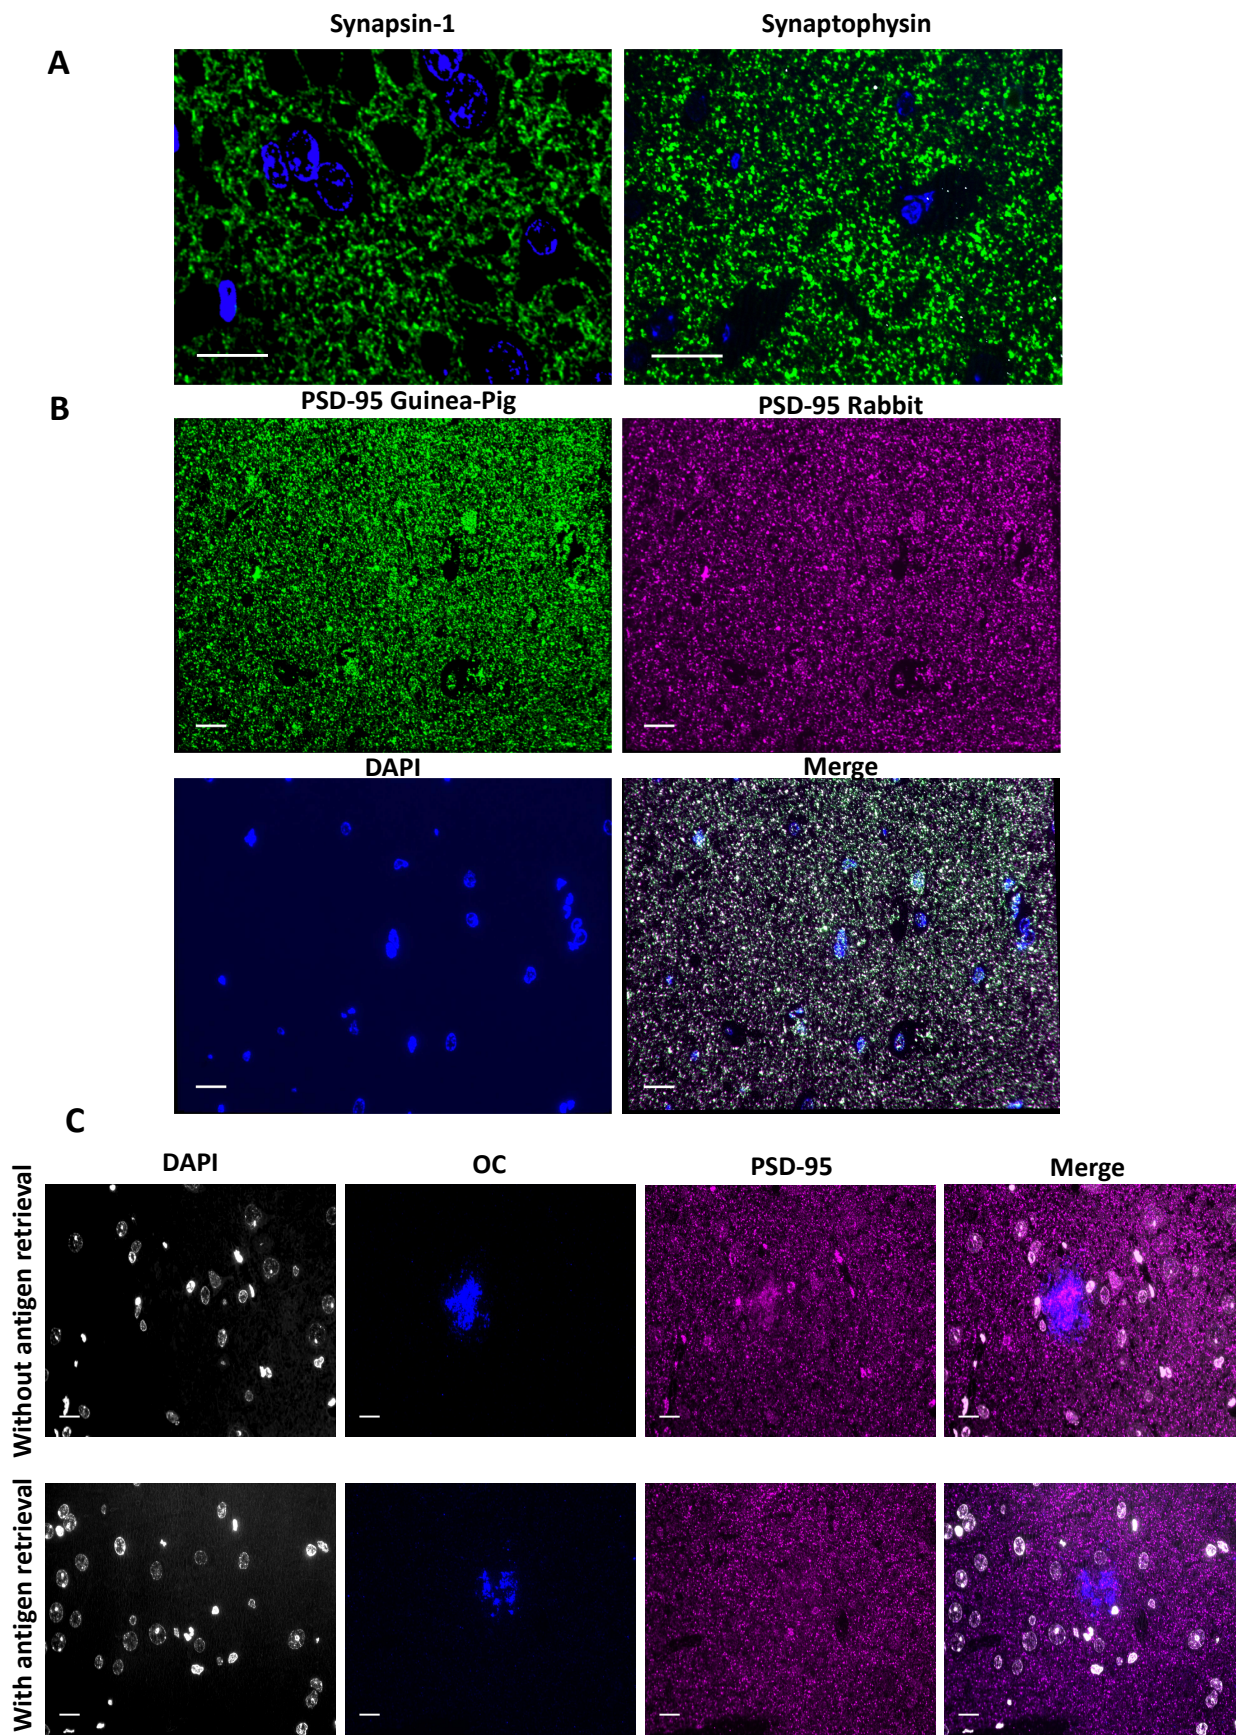 Synapsin-1
Synaptophysin
A
B
PSD-95 Guinea-Pig
PSD-95 Rabbit
DAPI
Merge
C
DAPI
OC
PSD-95
Merge
Without antigen retrieval
With antigen retrieval